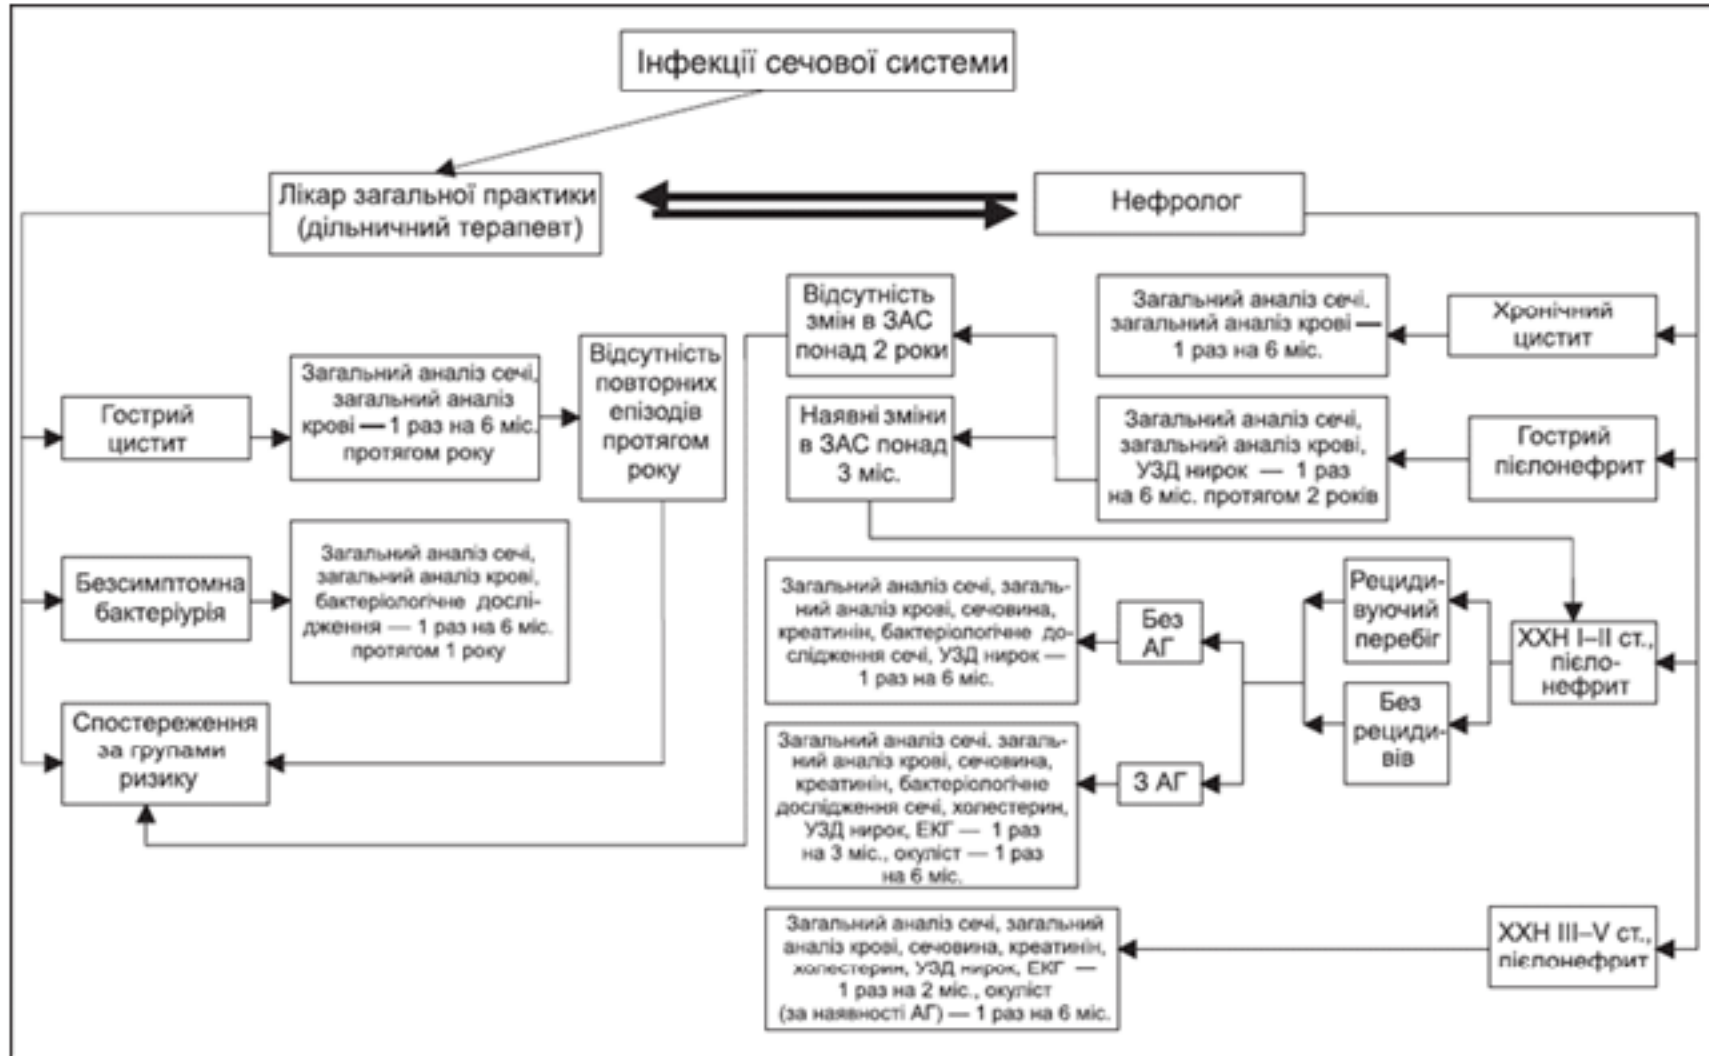 Інфекції сечової системи
Лікар загальної практики
(дільничний терапевт)
Нефролог
Гострий
цистит
Загальний аналіз сечі,
загальний аналіз
крові — 1 раз на 6 міс.
протягом року
Відсутність
повторних
епізодів
протягом
року
Безсимптомна
бактеріурія
Загальний аналіз сечі,
загальний аналіз крові,
бактеріологічне дослі-
дження — 1 раз на 6 міс.
протягом 1 року
Спостереження
за групами
ризику
Відсутність
змін в ЗАС
понад 2 роки
Загальний аналіз сечі,
загальний аналіз крові —
1 раз на 6 міс.
Хронічний
цистит
Наявні зміни
в ЗАС понад
3 міс.
Загальний аналіз сечі,
загальний аналіз крові,
УЗД нирок — 1 раз
на 6 міс. протягом 2 років
Гострий
пієлонефрит
Загальний аналіз сечі, загаль-
ний аналіз крові, сечовина,
креатинін, бактеріологічне до-
слідження сечі, УЗД нирок —
1 раз на 6 міс.
Без
АГ
Рециди-
вуючий
перебіг
ХХН І–ІІ ст.,
пієло-
нефрит
Загальний аналіз сечі, загаль-
ний аналіз крові, сечовина,
креатинін, бактеріологічне
дослідження сечі, холестерин,
УЗД нирок, ЕКГ — 1 раз
на 3 міс., окуліст — 1 раз
на 6 міс.
З АГ
Без
рециди-
вів
Загальний аналіз сечі, загальний
аналіз крові, сечовина, креатинін,
холестерин, УЗД нирок, ЕКГ —
1 раз на 2 міс., окуліст
(за наявності АГ) — 1 раз на 6 міс.
ХХН ІІІ–V ст.,
пієлонефрит